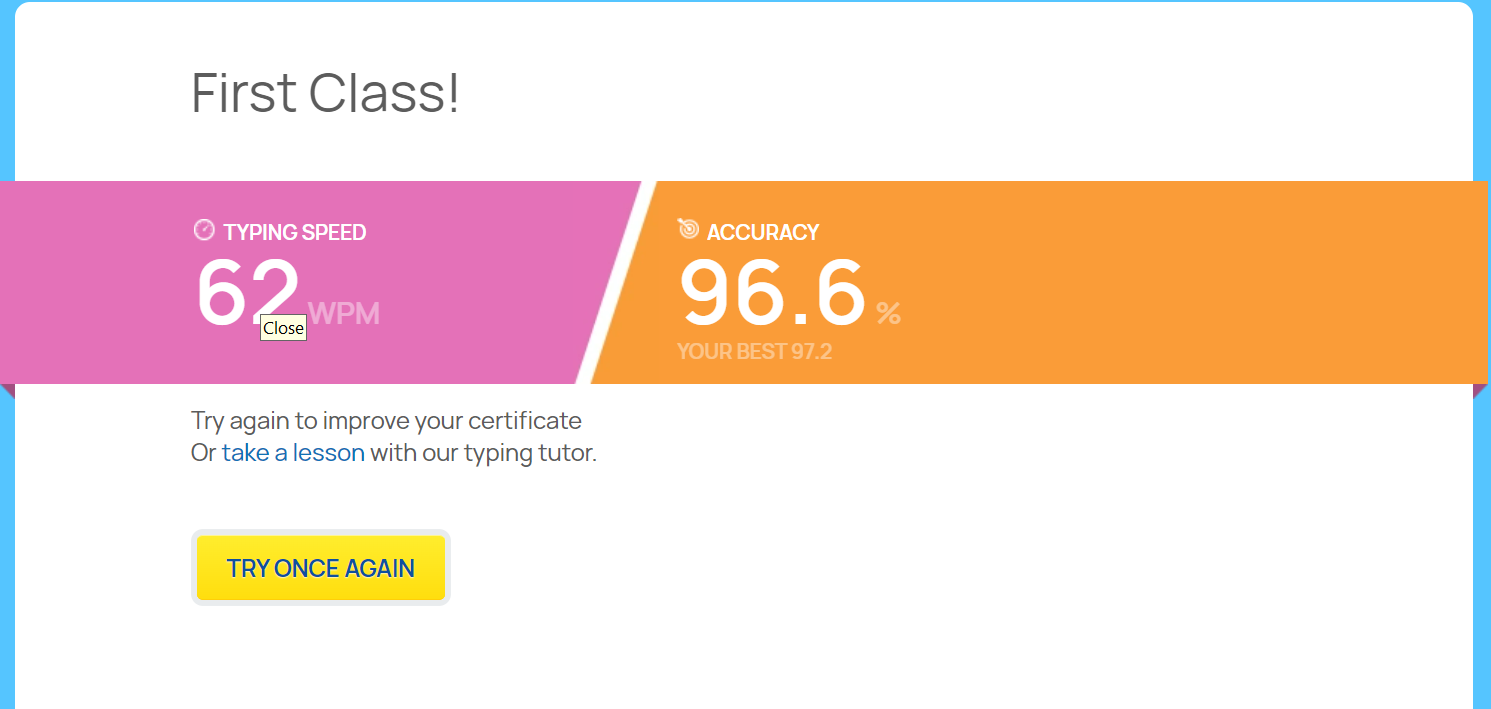 First Class!
TYPING SPEED
62 WPM
Close
ACCURACY
96.6 %
YOUR BEST 97.2
Try again to improve your certificate
Or take a lesson with our typing tutor.
TRY ONCE AGAIN